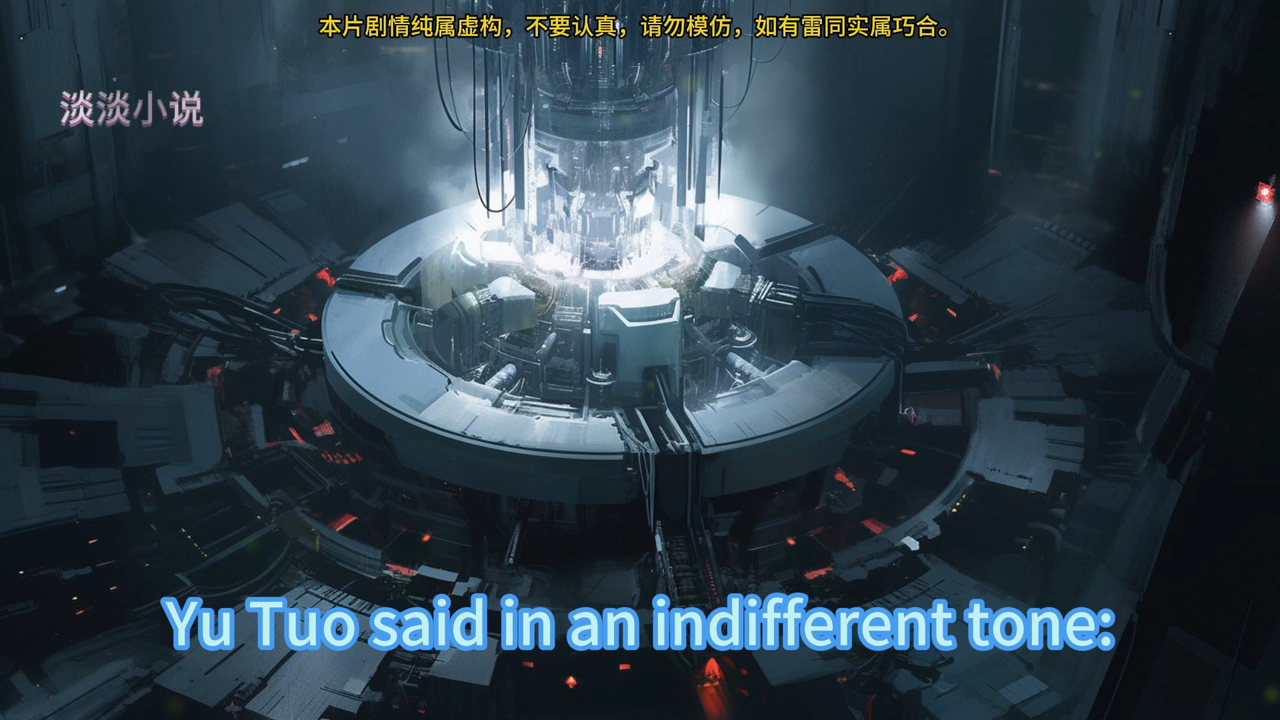 本片剧情纯属虚构，不要认真，请勿模仿，如有雷同实属巧合。
淡淡小说
Yu Tuo said in an indifferent tone: